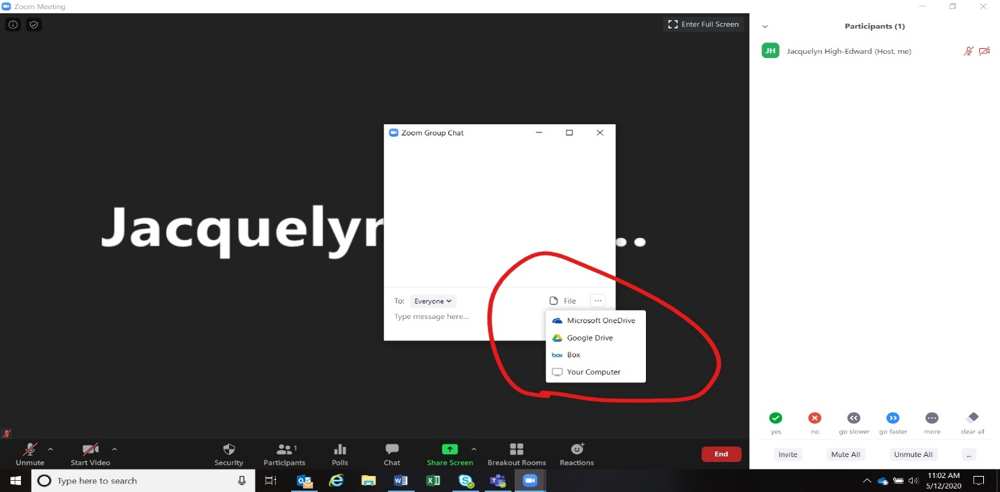 Zoom Meeting
Enter Full Screen
Participants (1)
JH Jacquelyn High-Edward (Host, me)
Zoom Group Chat
Jacquelyn ..
To: Everyone File ...
Type message here...
Microsoft OneDrive
Google Drive
box Box
Your Computer
yes no go slower go faster more clear all
Invite Mute All Unmute All ...
1
Unmute Start Video Security Participants Polls Chat Share Screen Breakout Rooms Reactions End
Type here to search
11:02 AM
5/12/2020